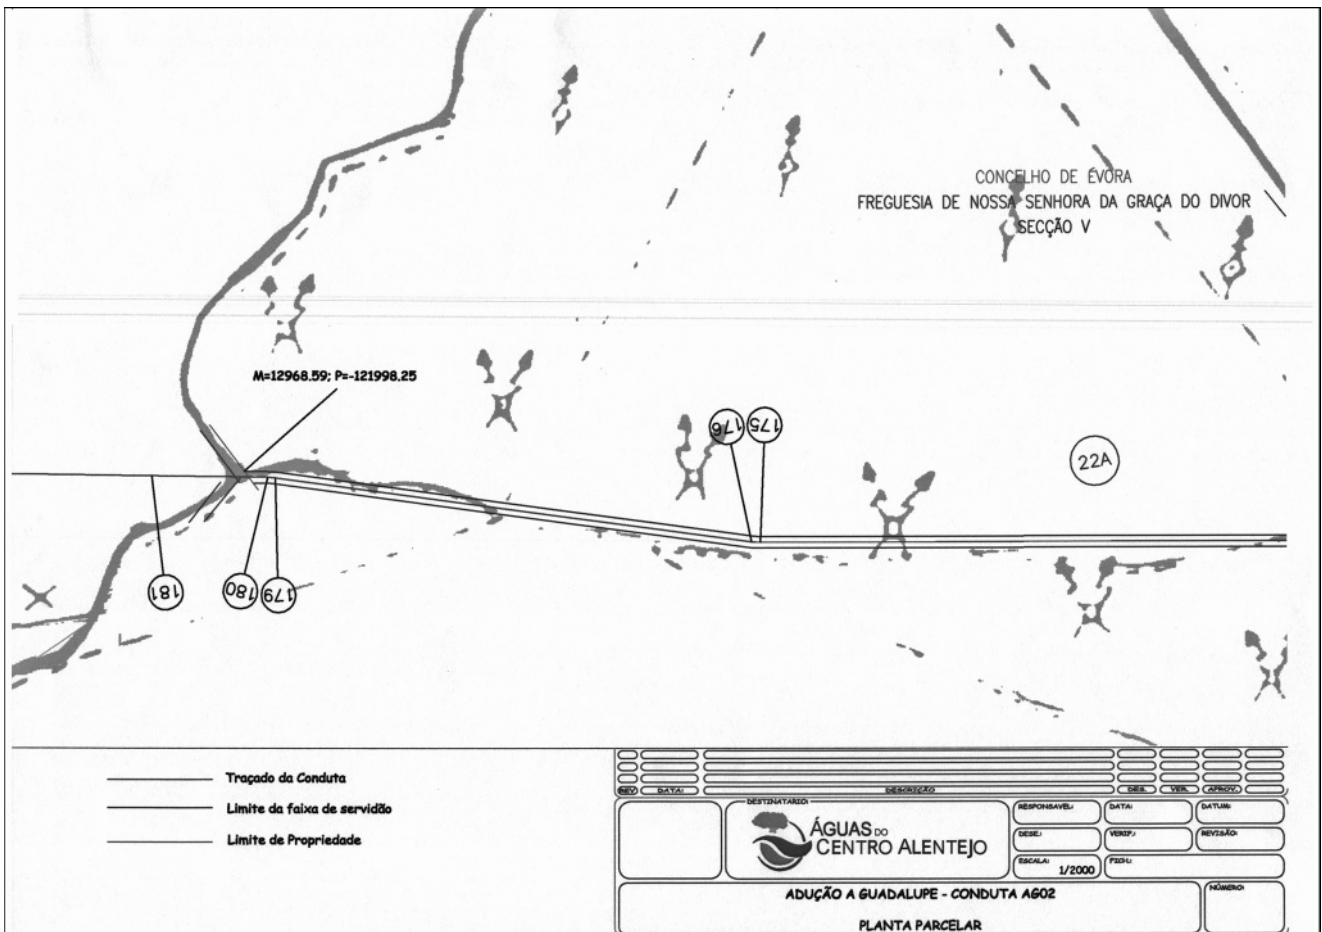 CONCELHO DE ÉVORA
FREGUESIA DE NOSSA SENHORA DA GRAÇA DO DIVOR
SECÇÃO V
M=12968.59; P=-121998.25
176
175
22A
181
180
179
Traçado da Conduta
Limite da faixa de servidão
Limite de Propriedade
REV DATA: DESCRIÇÃO DES. VER. APROV.
DESTINATARIO:
ÁGUAS DO
CENTRO ALENTEJO
RESPONSAVEL: DATA: DATUM:
DESE.: VERIF.: REVISÃO:
ESCALA: 1/2000 FICH.:
ADUÇÃO A GUADALUPE - CONDUTA AG02
NÚMERO:
PLANTA PARCELAR